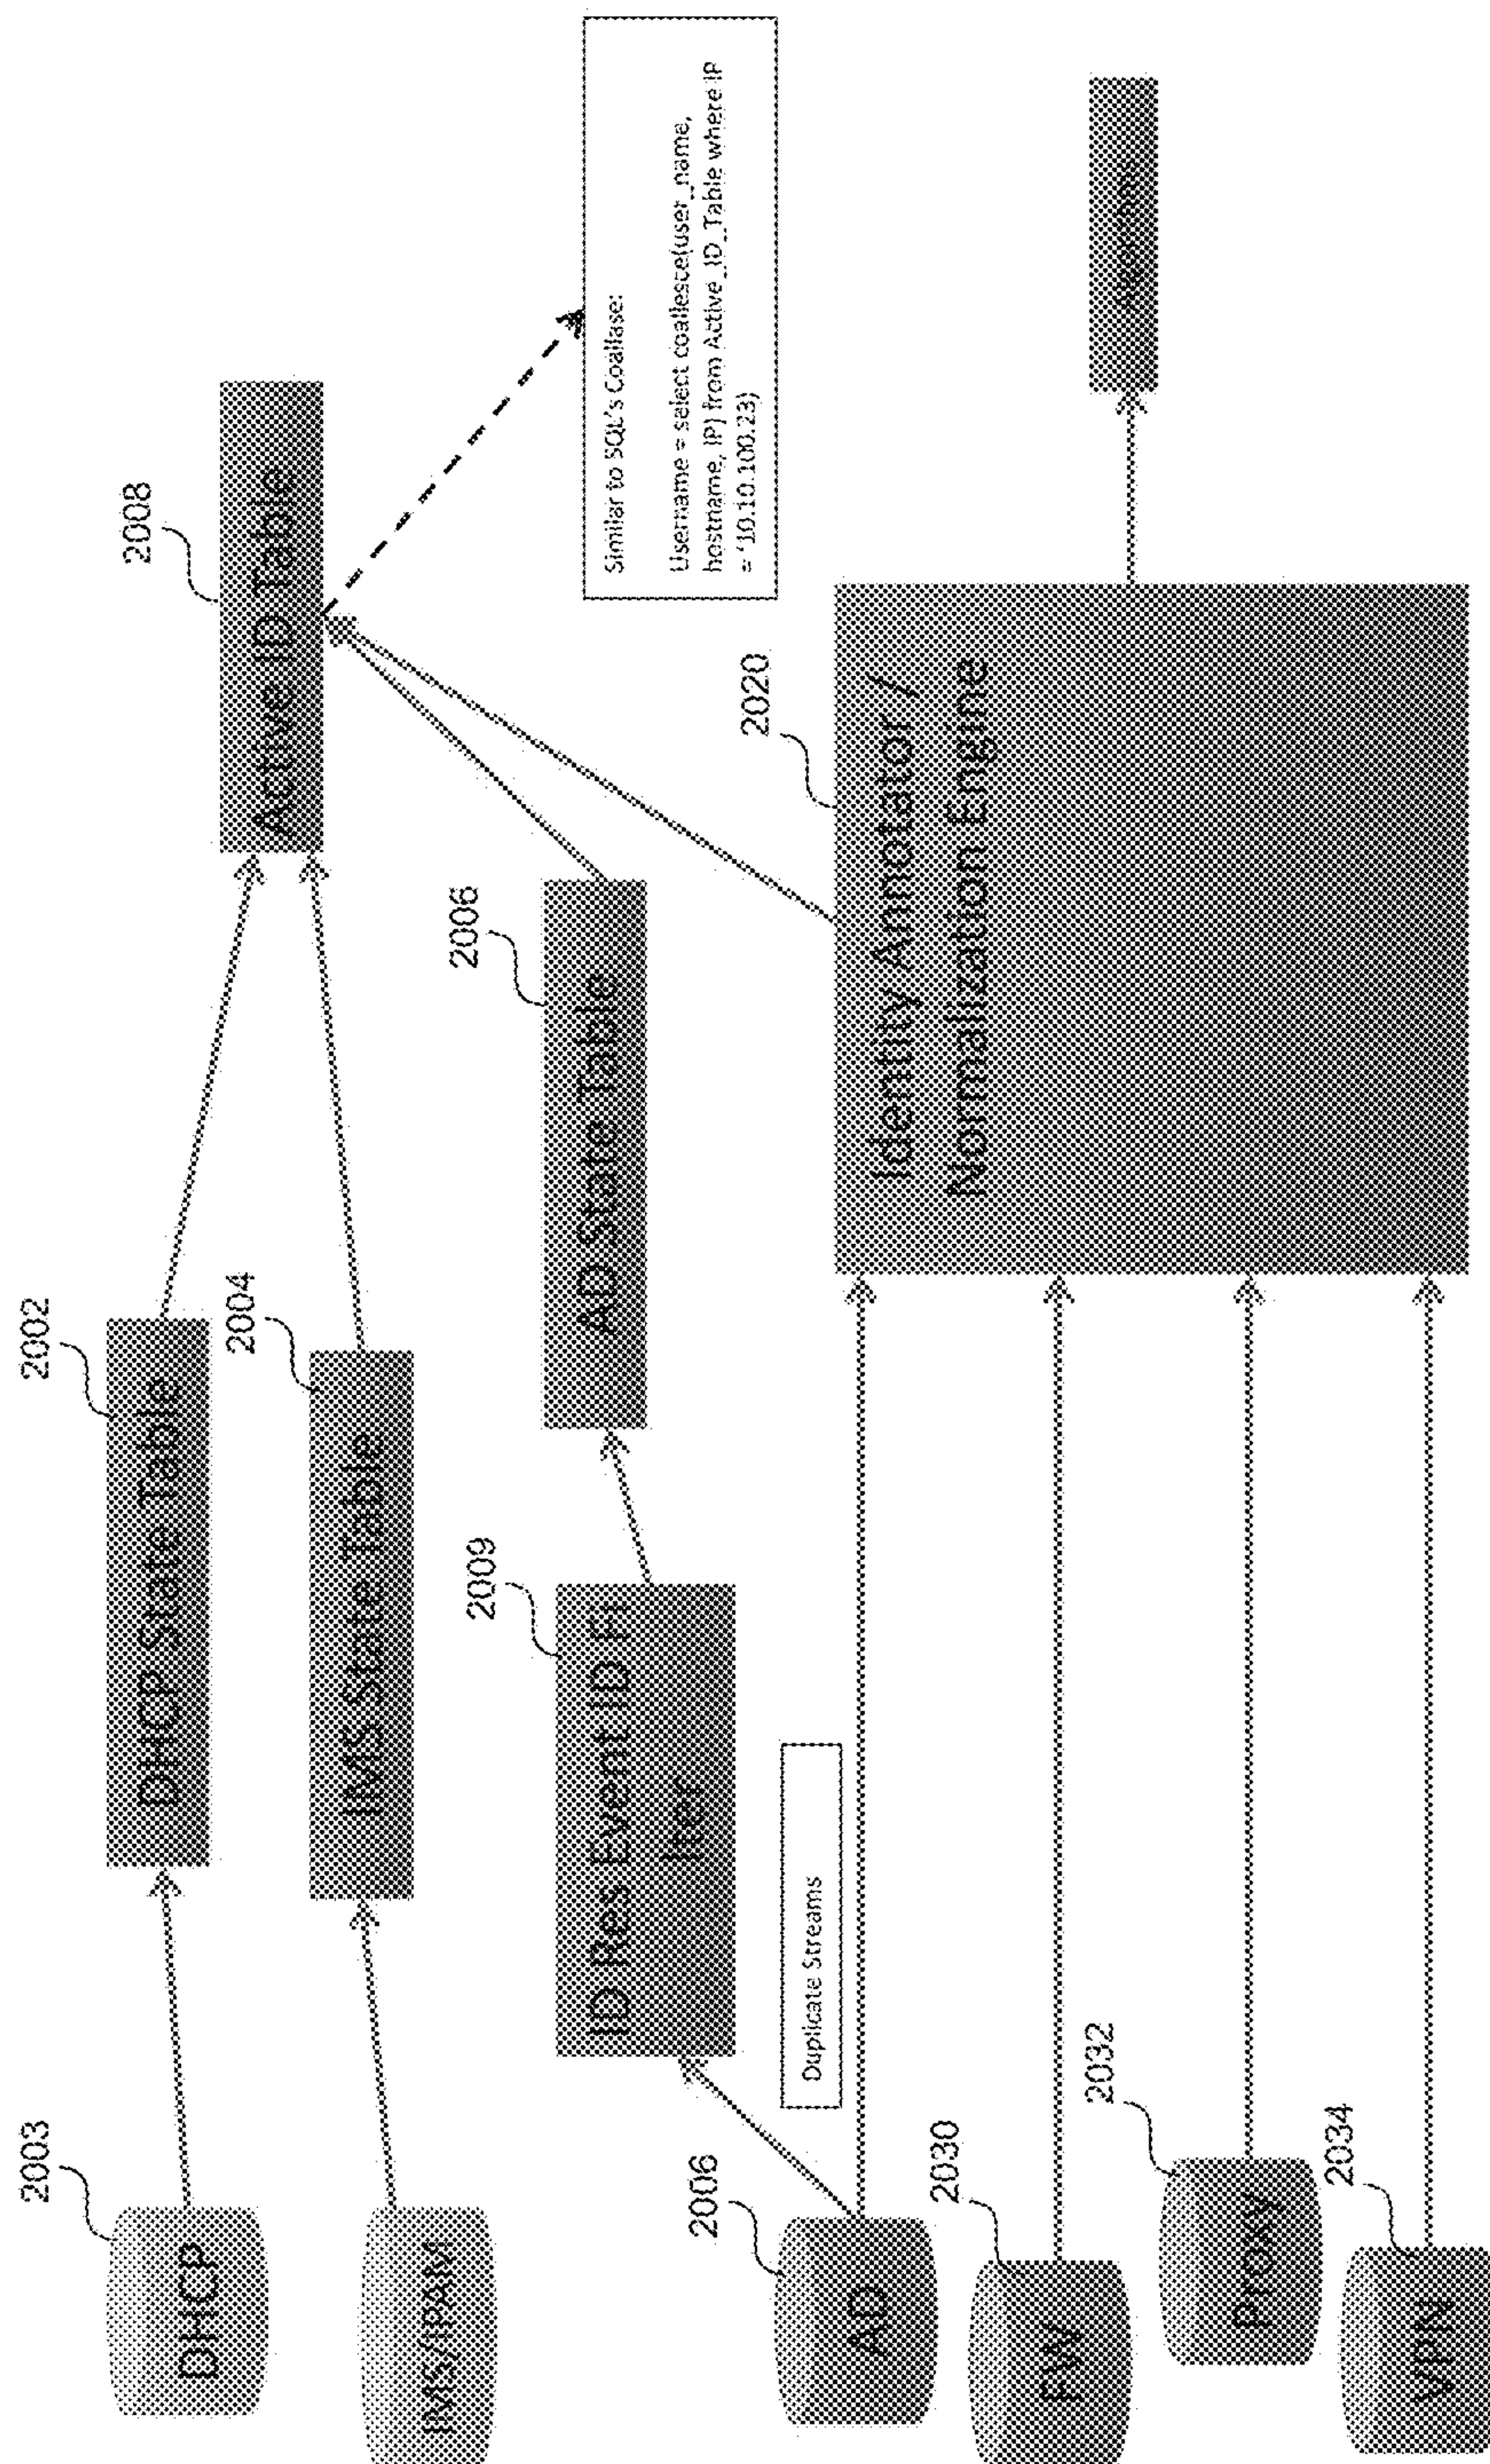 2003
DHCP
2002
DHCP State Table
2008
Active ID Table
IMS/IPAM
2004
IMS State Table
2009
ID Res Event ID Fi
lter
2006
AD State Table
Similar to SQL's Coallase:
Username = select coallesce(user_name,
hostname, IP) from Active_ID_Table where IP
= '10.10.100.23)
2006
AD
Duplicate Streams
2020
Identity Annotator /
Normalization Engine
Algorithms
2030
FW
2032
Proxy
2034
VPN